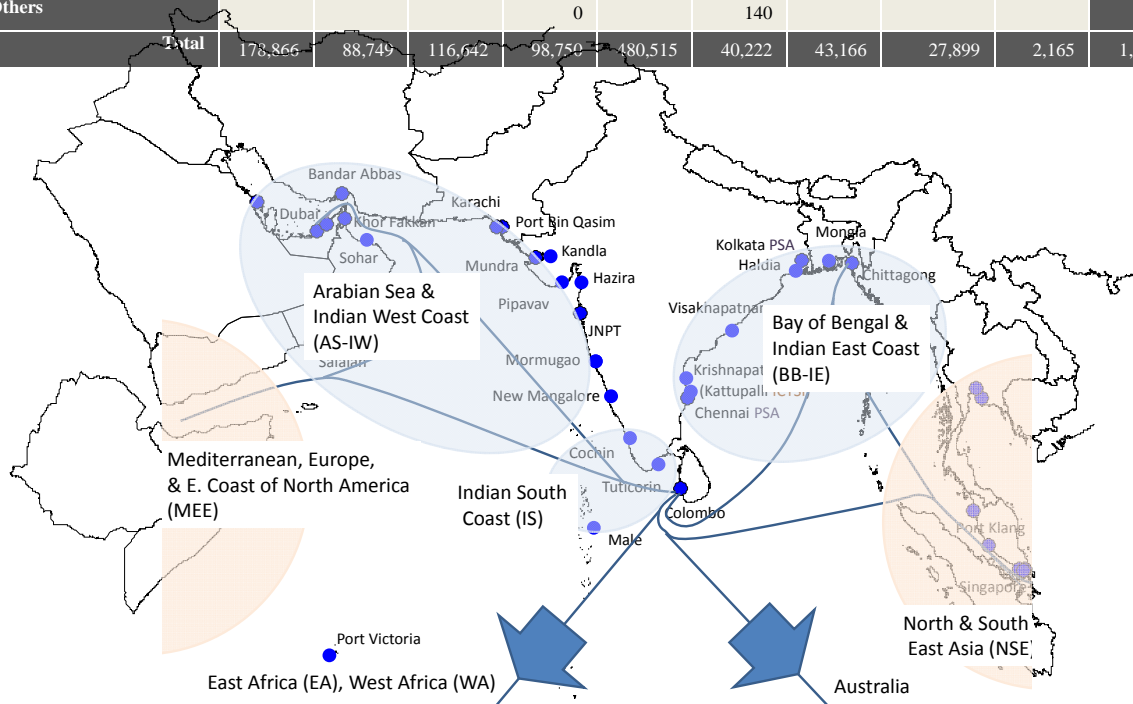 Others 0 140
Total 178,866 88,749 116,642 98,750 480,515 40,222 43,166 27,899 2,165 1,
Bandar Abbas
Dubai
Khor Fakkan
Sohar
Karachi
Port Bin Qasim
Kandla
Mundra
Hazira
Pipavav
JNPT
Mormugao
New Mangalore
Arabian Sea &
Indian West Coast
(AS-IW)
Salalah
Kolkata PSA
Haldia
Mongla
Chittagong
Visakhapatnam
Bay of Bengal &
Indian East Coast
(BB-IE)
Krishnapat
(Kattupalli ICTSI
Chennai PSA
Mediterranean, Europe,
& E. Coast of North America
(MEE)
Cochin
Tuticorin
Indian South
Coast (IS)
Colombo
Male
Port Klang
Singapore
North & South
East Asia (NSE)
Port Victoria
East Africa (EA), West Africa (WA)
Australia